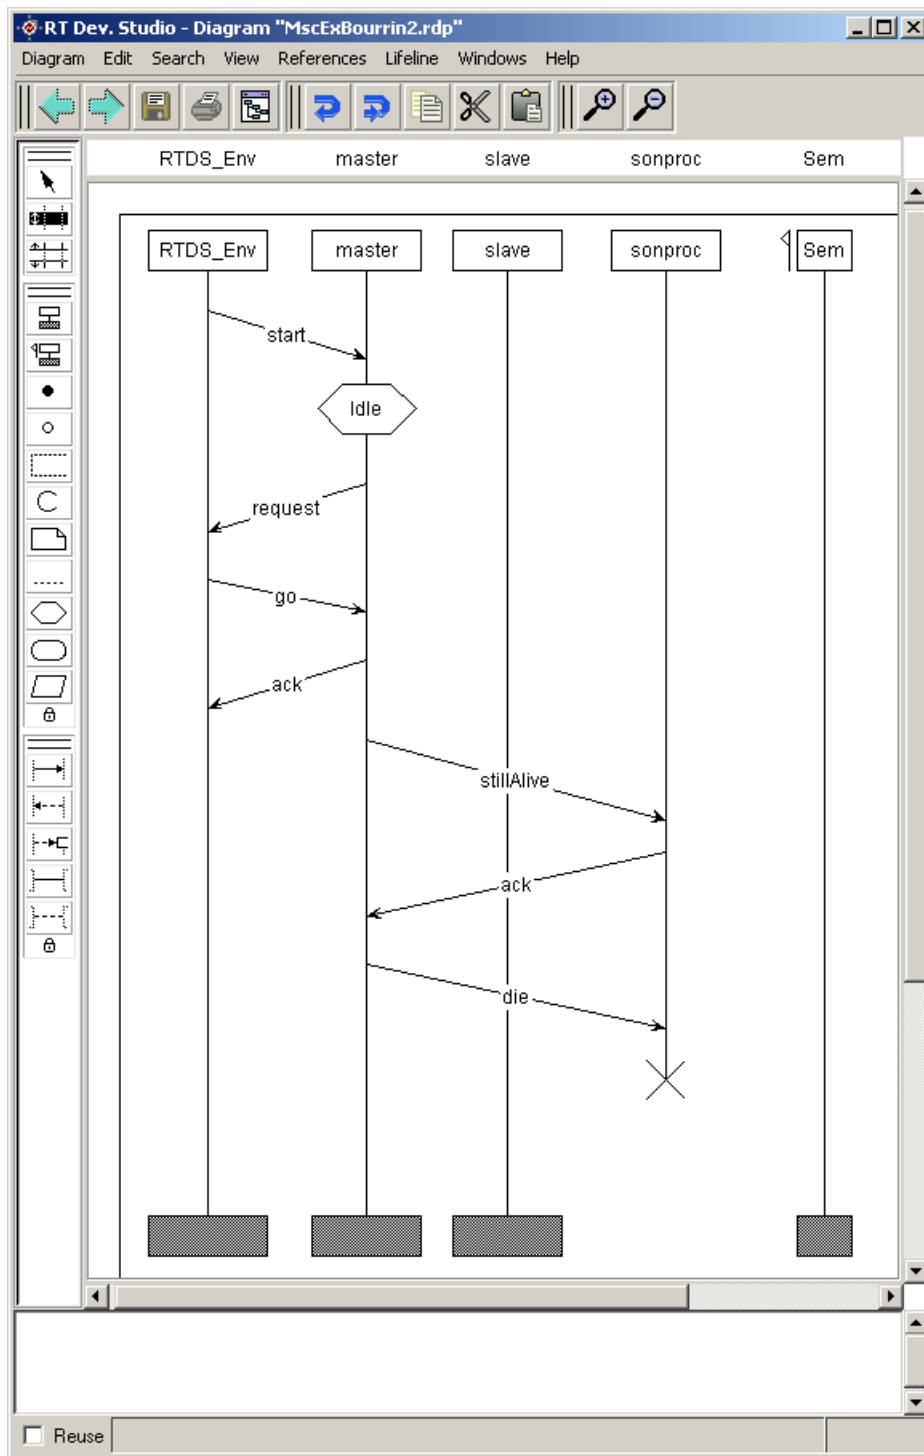 RT Dev. Studio - Diagram "MscExBourrin2.rdp"
Diagram Edit Search View References Lifeline Windows Help
RTDS_Env master slave sonproc Sem
RTDS_Env master slave sonproc Sem
start
Idle
request
go
ack
stillAlive
ack
die
Reuse